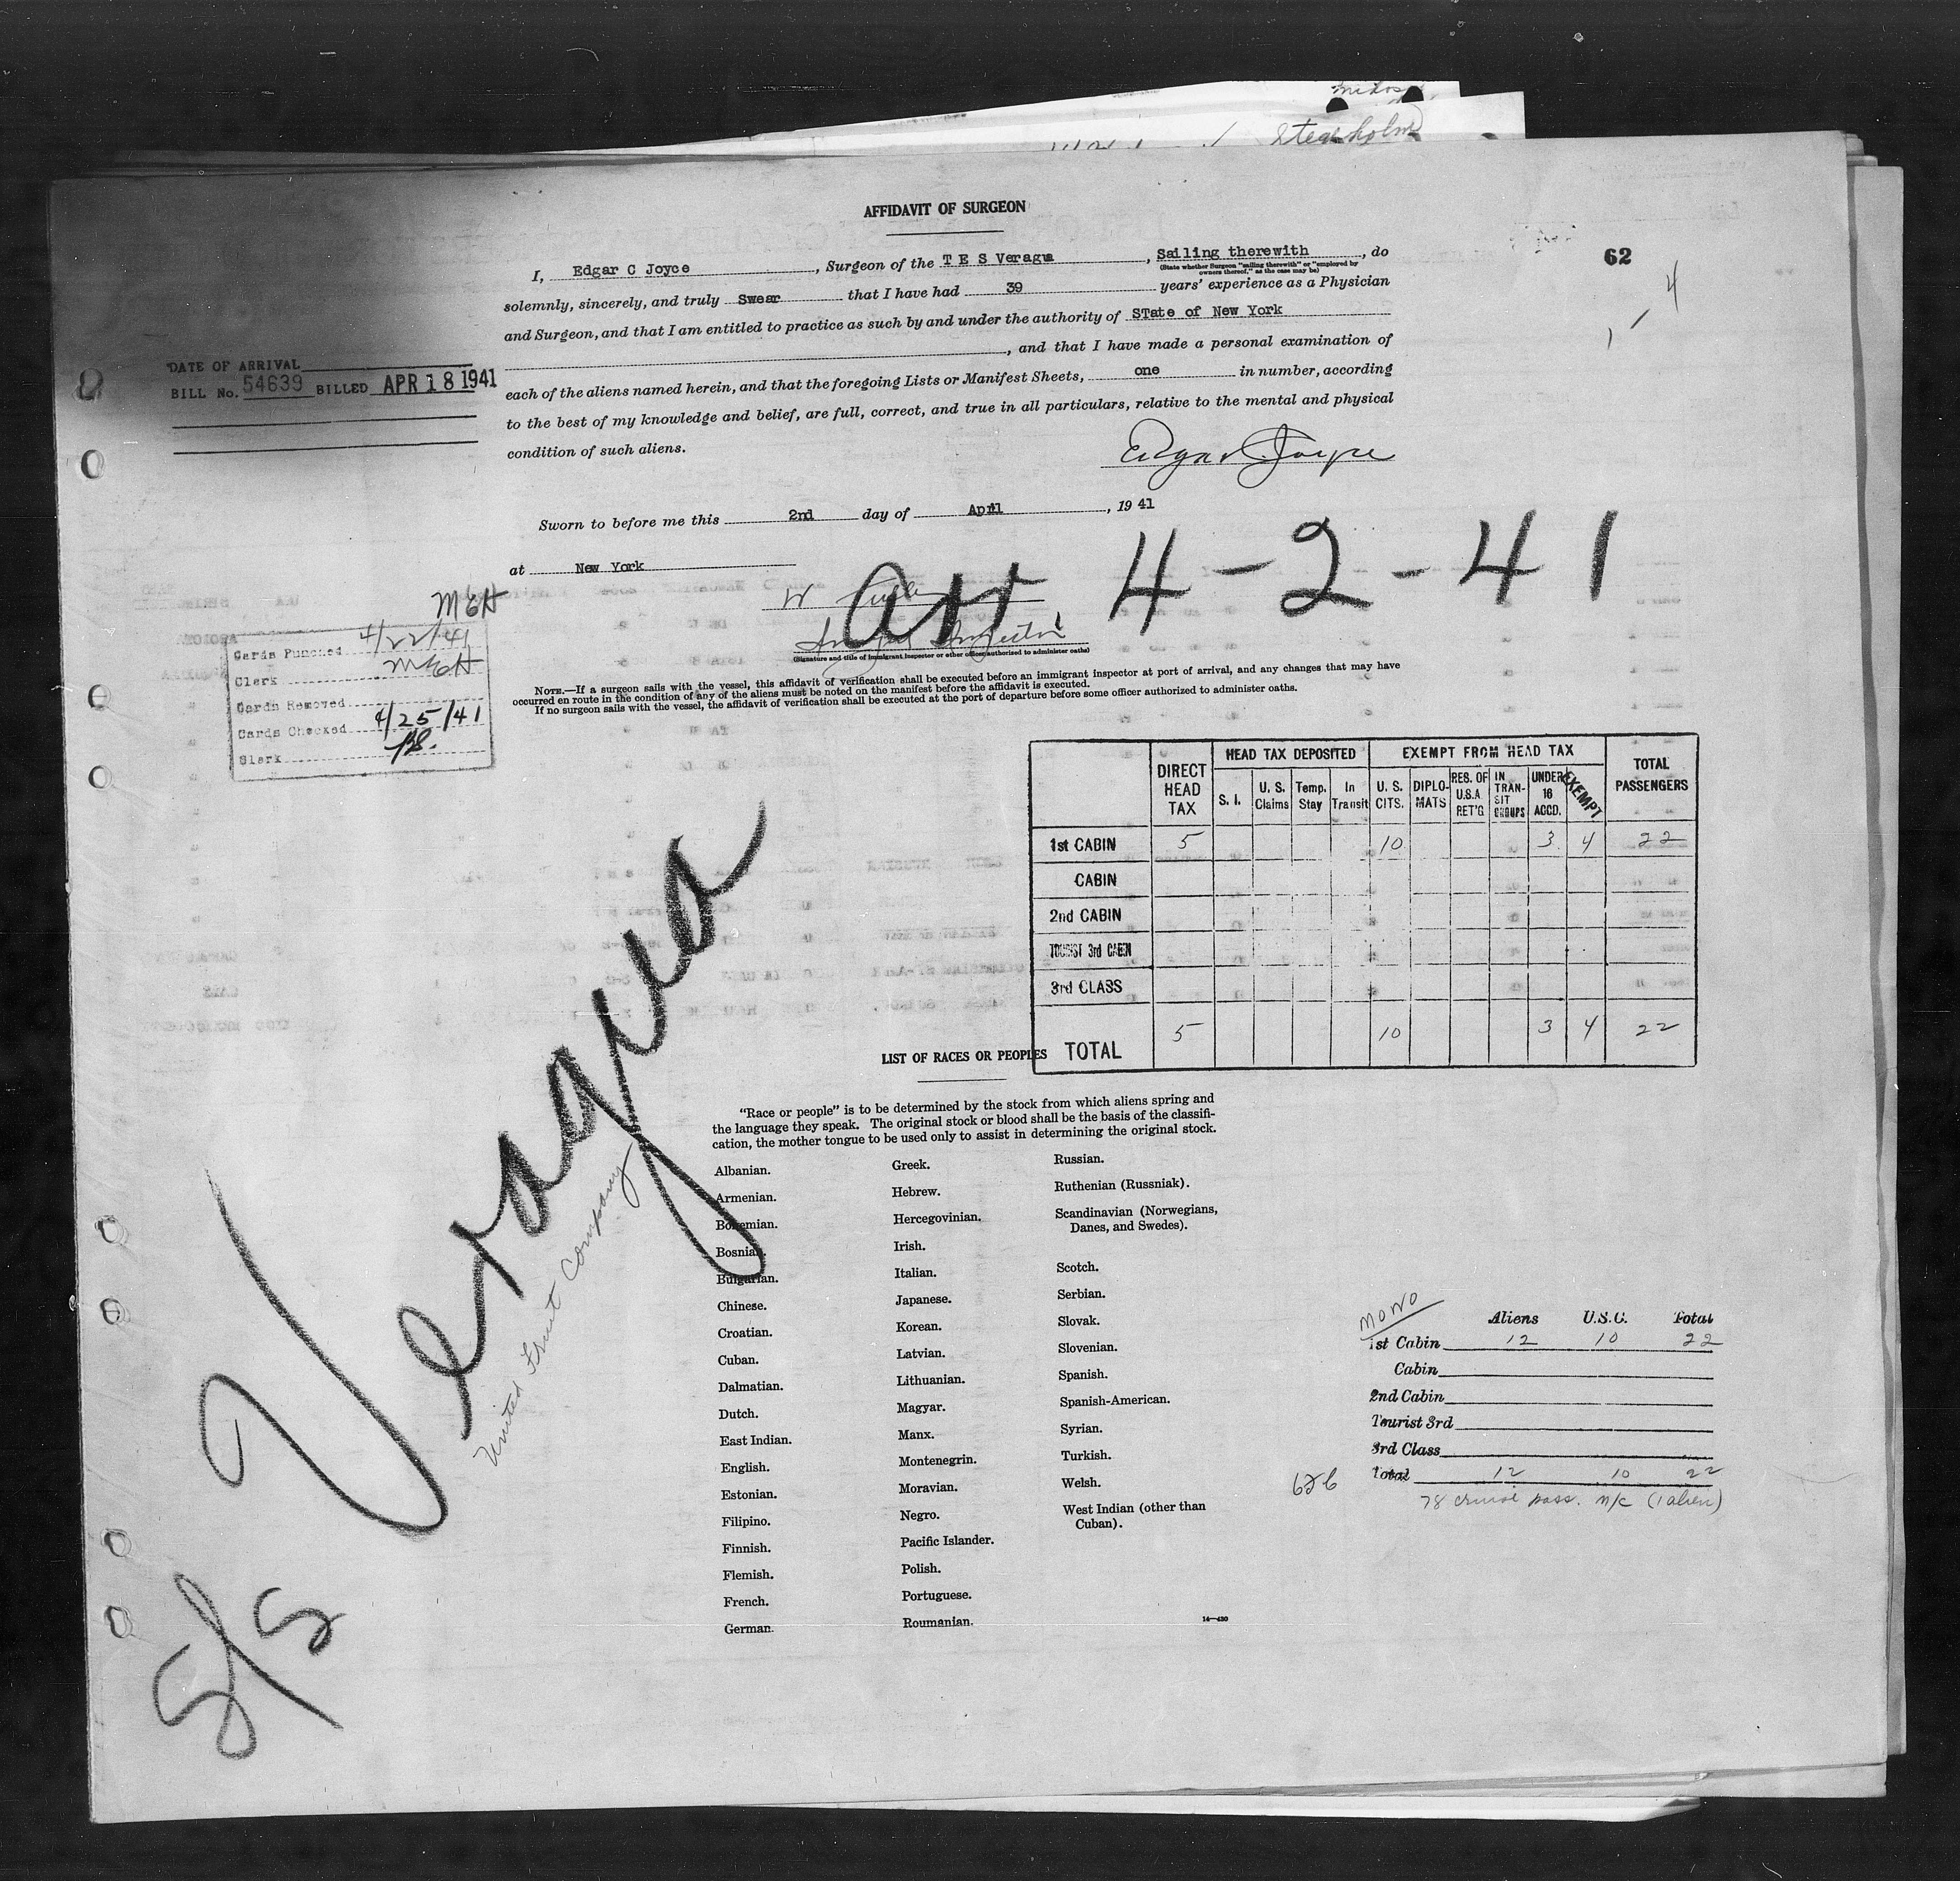 Stockholm
AFFIDAVIT OF SURGEON
62
4
I, Edgar C Joyce, Surgeon of the T E S Veragua, Sailing therewith, do
(State whether Surgeon "sailing therewith" or "employed by
owners thereof," as the case may be)
solemnly, sincerely, and truly Swear that I have had 39 years' experience as a Physician
and Surgeon, and that I am entitled to practice as such by and under the authority of STate of New York
, and that I have made a personal examination of
each of the aliens named herein, and that the foregoing Lists or Manifest Sheets, one in number, according
to the best of my knowledge and belief, are full, correct, and true in all particulars, relative to the mental and physical
condition of such aliens.
Edgar C. Joyce
DATE OF ARRIVAL
BILL No. 54639 BILLED APR 18 1941
Sworn to before me this 2nd day of April, 19 41
at New York
arr. 4-2-41
W
Inspector
(Signature and title of Immigrant Inspector or other officer authorized to administer oaths)
NOTE.—If a surgeon sails with the vessel, this affidavit of verification shall be executed before an immigrant inspector at port of arrival, and any changes that may have
occurred en route in the condition of any of the aliens must be noted on the manifest before the affidavit is executed.
If no surgeon sails with the vessel, the affidavit of verification shall be executed at the port of departure before some officer authorized to administer oaths.
MEH
Cards Punched 4/22/41
Clerk MEH
Cards Removed
Cards Checked 4/25/41
Clerk
DIRECT HEAD TAX
HEAD TAX DEPOSITED
EXEMPT FROM HEAD TAX
TOTAL PASSENGERS
S. I. U. S. Claims Temp. Stay In Transit U. S. CITS. DIPLO-MATS RES. OF U.S.A RET'G IN TRAN-SIT GROUPS UNDER 16 ACCD. EXEMPT
1st CABIN 5 10 3 4 22
CABIN
2nd CABIN
TOURIST 3rd CABIN
3rd CLASS
TOTAL 5 10 3 4 22
LIST OF RACES OR PEOPLES
"Race or people" is to be determined by the stock from which aliens spring and
the language they speak. The original stock or blood shall be the basis of the classifi-
cation, the mother tongue to be used only to assist in determining the original stock.
Albanian.
Armenian.
Bohemian.
Bosnian.
Bulgarian.
Chinese.
Croatian.
Cuban.
Dalmatian.
Dutch.
East Indian.
English.
Estonian.
Filipino.
Finnish.
Flemish.
French.
German.
Greek.
Hebrew.
Hercegovinian.
Irish.
Italian.
Japanese.
Korean.
Latvian.
Lithuanian.
Magyar.
Manx.
Montenegrin.
Moravian.
Negro.
Pacific Islander.
Polish.
Portuguese.
Roumanian.
Russian.
Ruthenian (Russniak).
Scandinavian (Norwegians,
Danes, and Swedes).
Scotch.
Serbian.
Slovak.
Slovenian.
Spanish.
Spanish-American.
Syrian.
Turkish.
Welsh.
West Indian (other than
Cuban).
14—430
S/S Veragua
United Fruit Company
Aliens U.S.C. Total
1st Cabin 12 10 22
Cabin
2nd Cabin
Tourist 3rd
3rd Class
Total 12 10 22
78 cruise pass. n/c (1 alien)
626